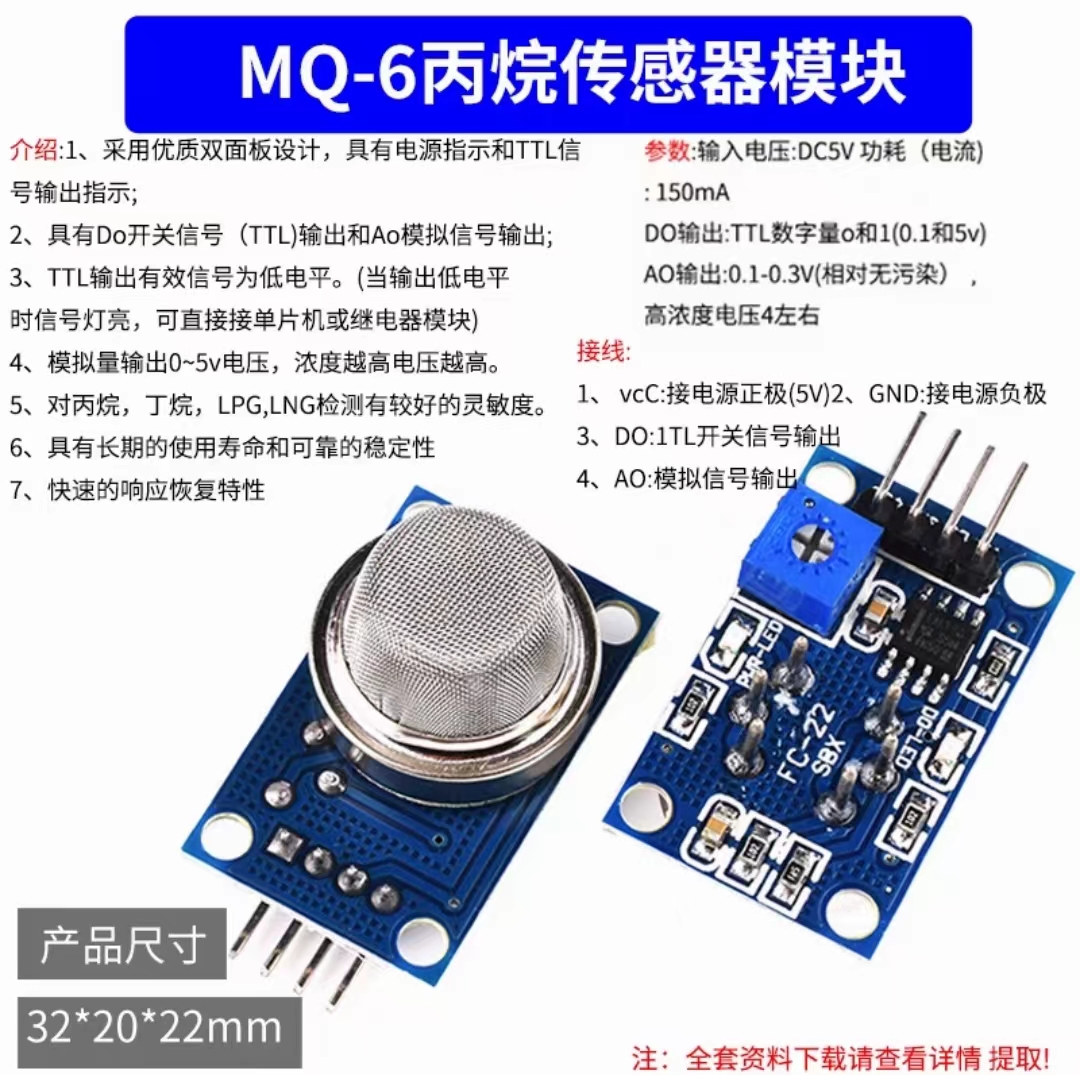 MQ-6丙烷传感器模块
介绍:1、采用优质双面板设计，具有电源指示和TTL信
号输出指示;
2、具有Do开关信号（TTL)输出和Ao模拟信号输出;
3、TTL输出有效信号为低电平。(当输出低电平
时信号灯亮，可直接接单片机或继电器模块)
4、模拟量输出0~5v电压，浓度越高电压越高。
5、对丙烷，丁烷，LPG,LNG检测有较好的灵敏度。
6、具有长期的使用寿命和可靠的稳定性
7、快速的响应恢复特性
参数:输入电压:DC5V 功耗（电流)
: 150mA
DO输出:TTL数字量o和1(0.1和5v)
AO输出:0.1-0.3V(相对无污染），
高浓度电压4左右
接线:
1、 vcC:接电源正极(5V)2、GND:接电源负极
3、DO:1TL开关信号输出
4、AO:模拟信号输出
PWR-LED
DO-LED
FC-22
SBX
102
102
产品尺寸
32*20*22mm
注：全套资料下载请查看详情 提取!